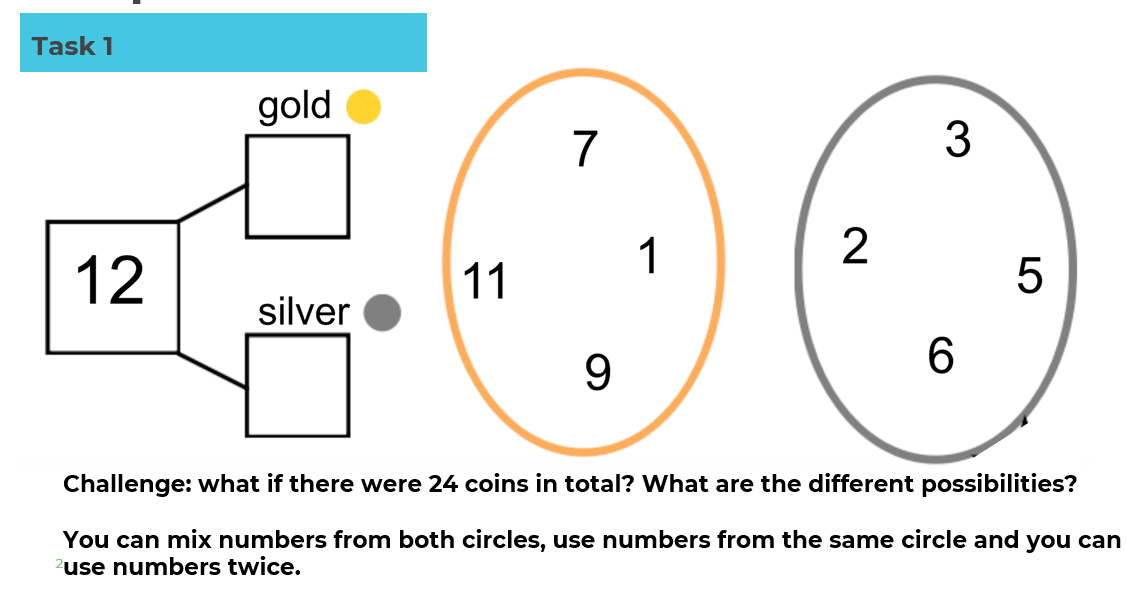 Task 1
gold
12
silver
7
11
1
9
3
2
5
6
Challenge: what if there were 24 coins in total? What are the different possibilities?
You can mix numbers from both circles, use numbers from the same circle and you can
2
use numbers twice.